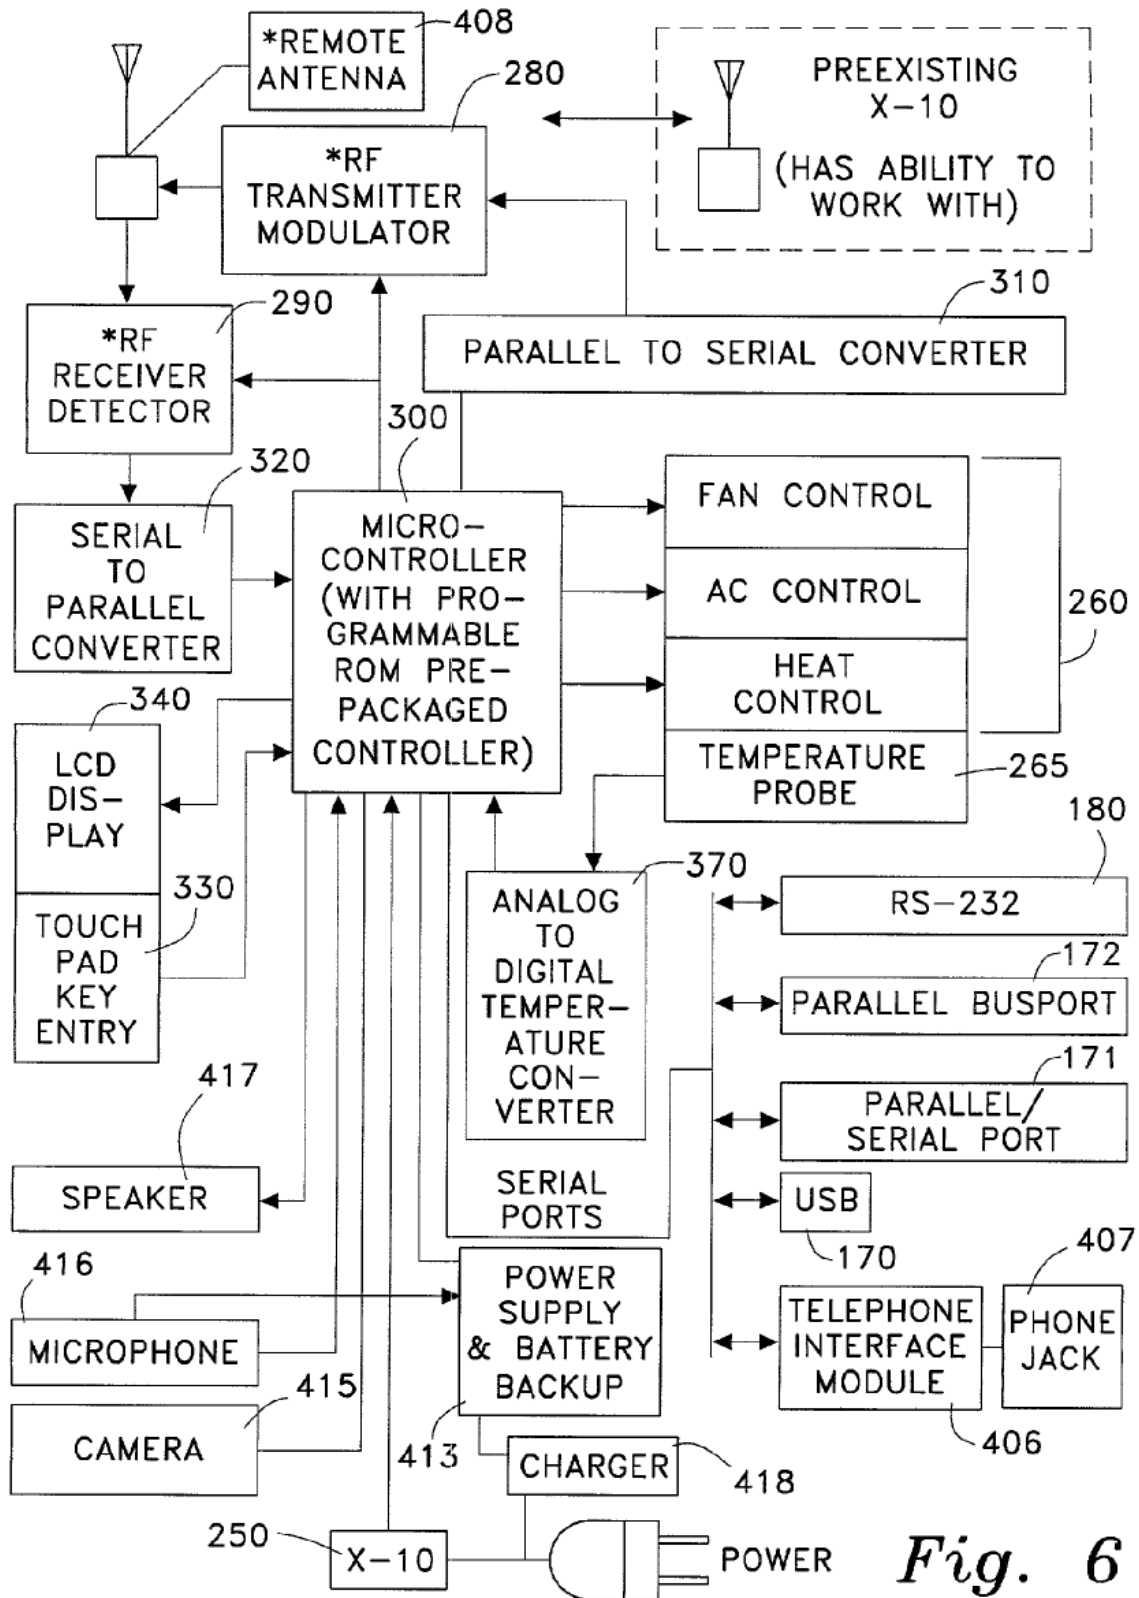 *REMOTE
ANTENNA
408
280
*RF
TRANSMITTER
MODULATOR
PREEXISTING
X-10
(HAS ABILITY TO
WORK WITH)
290
*RF
RECEIVER
DETECTOR
310
PARALLEL TO SERIAL CONVERTER
300
320
SERIAL
TO
PARALLEL
CONVERTER
MICRO-
CONTROLLER
(WITH PRO-
GRAMMABLE
ROM PRE-
PACKAGED
CONTROLLER)
FAN CONTROL
AC CONTROL
HEAT
CONTROL
260
TEMPERATURE
PROBE
265
340
LCD
DIS-
PLAY
330
TOUCH
PAD
KEY
ENTRY
370
ANALOG
TO
DIGITAL
TEMPER-
ATURE
CON-
VERTER
180
RS-232
172
PARALLEL BUSPORT
171
PARALLEL/
SERIAL PORT
USB
170
417
SPEAKER
SERIAL
PORTS
416
MICROPHONE
POWER
SUPPLY
& BATTERY
BACKUP
413
TELEPHONE
INTERFACE
MODULE
406
407
PHONE
JACK
415
CAMERA
CHARGER
418
250
X-10
POWER
Fig. 6